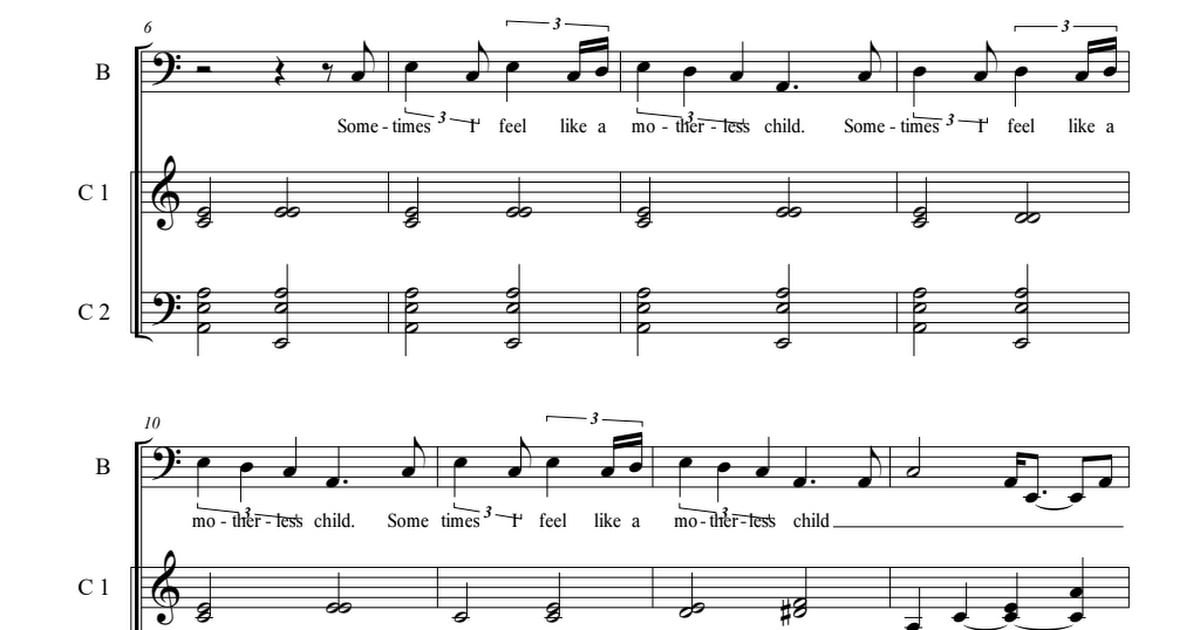 6
3 3
B
3 3 3
Some - times I feel like a mo - ther - less child. Some - times I feel like a
C 1
C 2
10
3
B
3 3 3
mo - ther - less child. Some times I feel like a mo - ther - less child
C 1